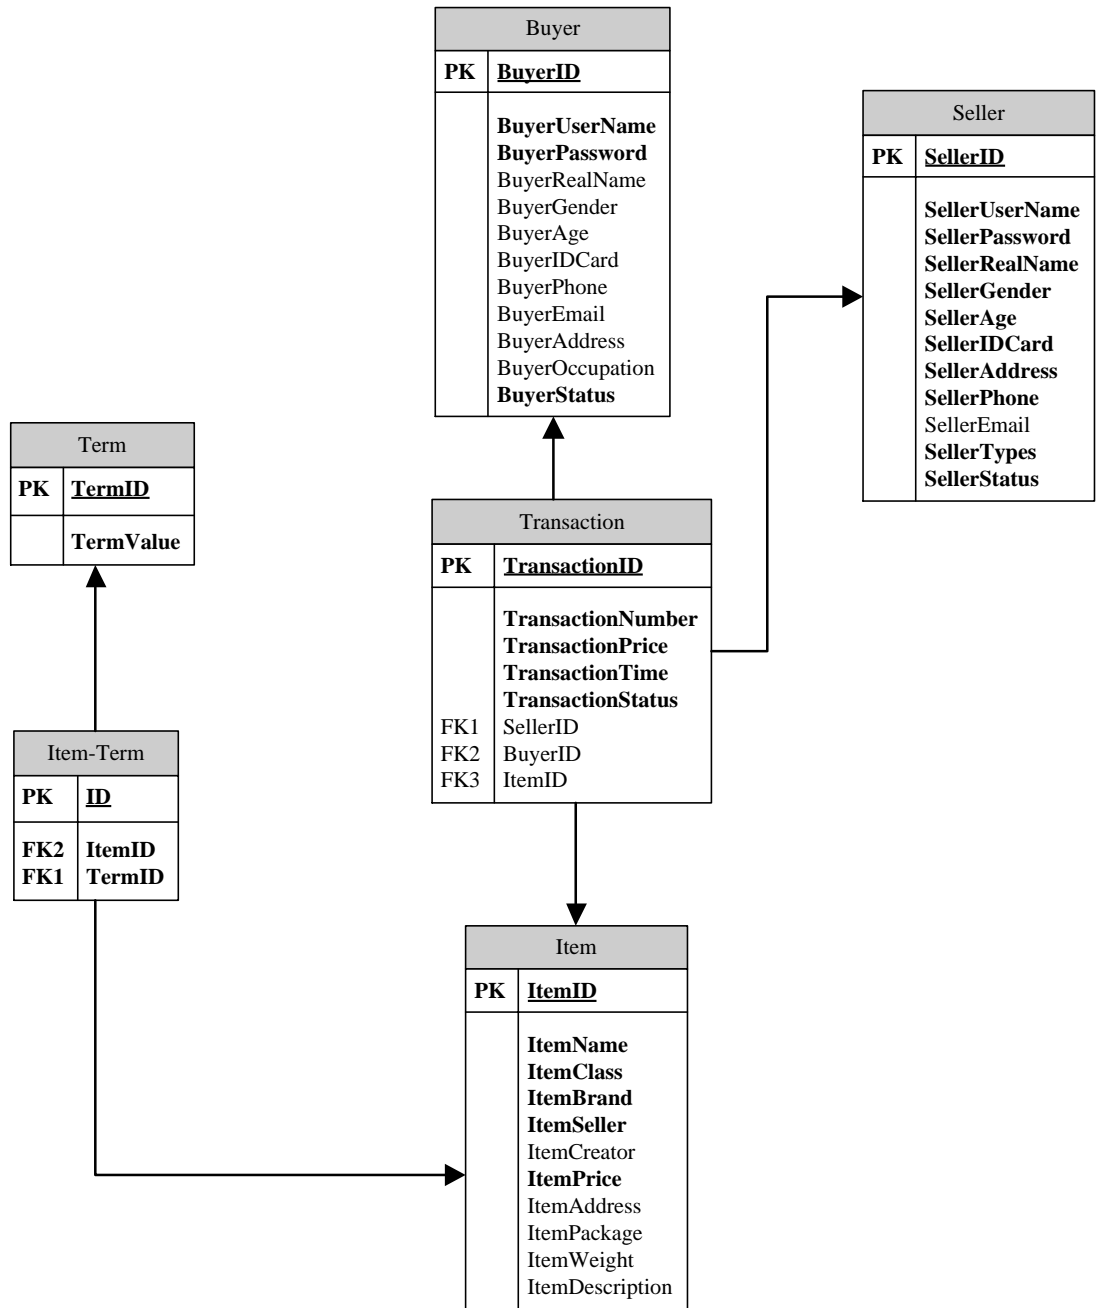 Buyer
PK BuyerID
BuyerUserName
BuyerPassword
BuyerRealName
BuyerGender
BuyerAge
BuyerIDCard
BuyerPhone
BuyerEmail
BuyerAddress
BuyerOccupation
BuyerStatus
Seller
PK SellerID
SellerUserName
SellerPassword
SellerRealName
SellerGender
SellerAge
SellerIDCard
SellerAddress
SellerPhone
SellerEmail
SellerTypes
SellerStatus
Term
PK TermID
TermValue
Transaction
PK TransactionID
TransactionNumber
TransactionPrice
TransactionTime
TransactionStatus
FK1 SellerID
FK2 BuyerID
FK3 ItemID
Item-Term
PK ID
FK2 ItemID
FK1 TermID
Item
PK ItemID
ItemName
ItemClass
ItemBrand
ItemSeller
ItemCreator
ItemPrice
ItemAddress
ItemPackage
ItemWeight
ItemDescription